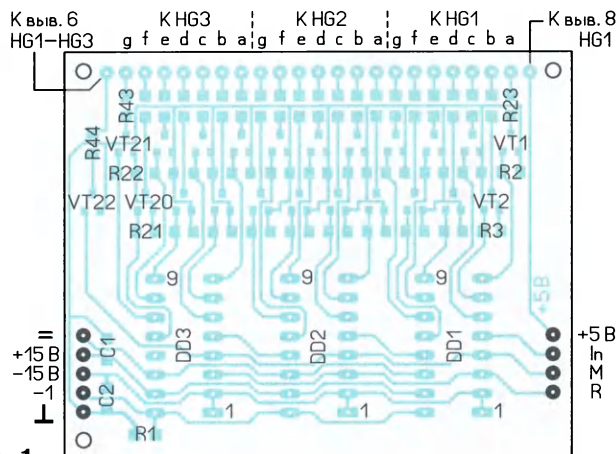 К выв. 6 К HG3 К HG2 К HG1 К выв. 8
HG1–HG3 g f e d c b a g f e d c b a g f e d c b a HG1
R43 R23
R44 VT21 VT1
R22 R2
VT22 VT20 VT2
R21 R3
9 9 9
+5 В
= C1 DD3 DD2 DD1 +5 В
+15 В In
−15 В M
−1 C2 R
⊥ 1 1 1
R1